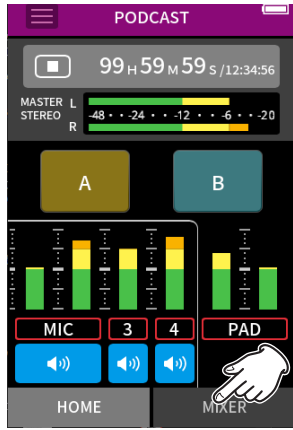 PODCAST
99 H 59 M 59 S /12:34:56
MASTER L
STEREO
-48 • • -24 • • -12 • • -6 • • -20
R
A B
MIC 3 4 PAD
HOME MIXER